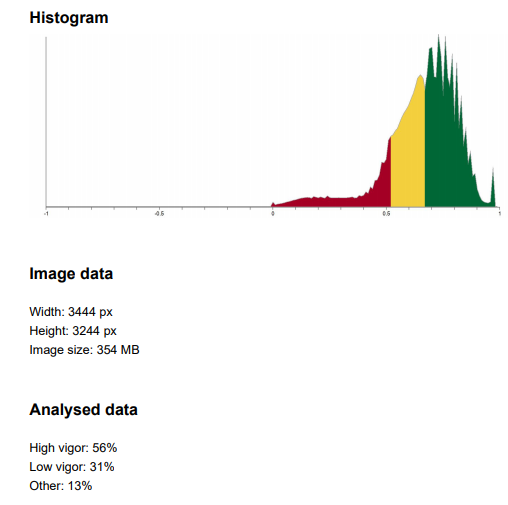 Histogram
-1 -0.5 0 0.5 1
Image data
Width: 3444 px
Height: 3244 px
Image size: 354 MB
Analysed data
High vigor: 56%
Low vigor: 31%
Other: 13%